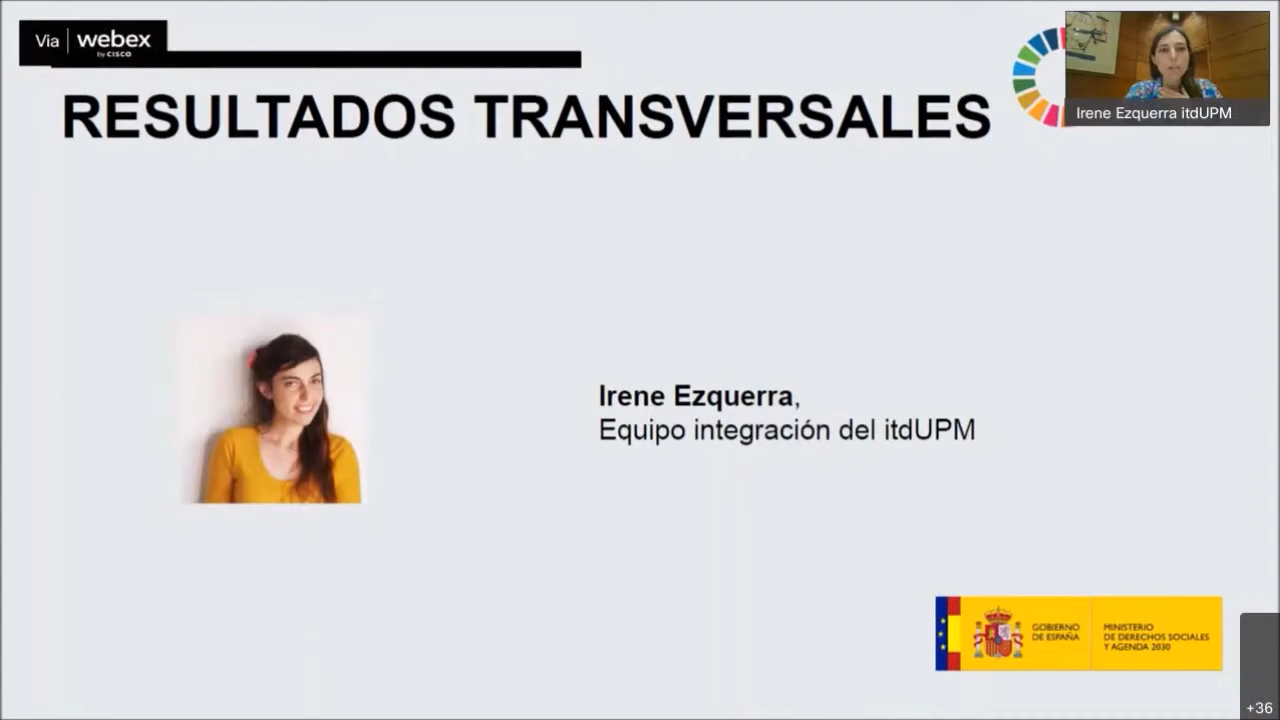 Via webex
by CISCO
RESULTADOS TRANSVERSALES
Irene Ezquerra itdUPM
Irene Ezquerra,
Equipo integración del itdUPM
GOBIERNO
DE ESPAÑA
MINISTERIO
DE DERECHOS SOCIALES
Y AGENDA 2030
+36